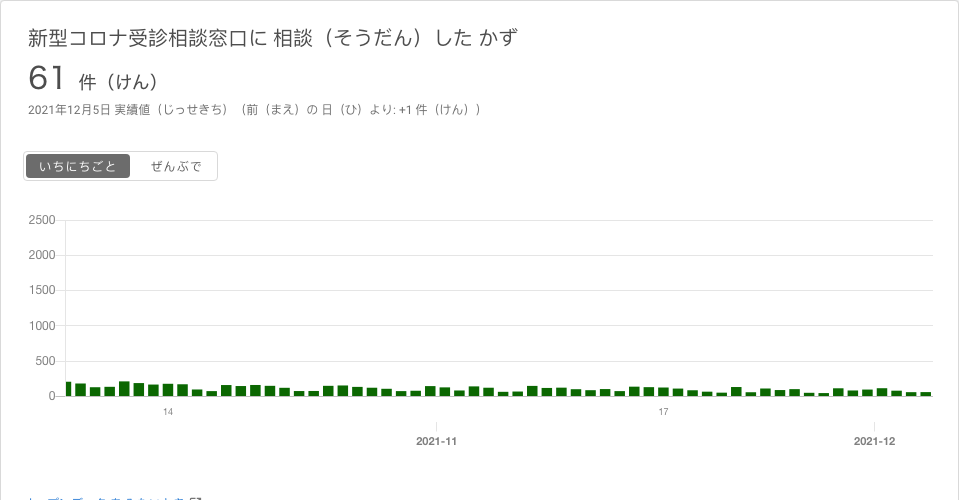 新型コロナ受診相談窓口に 相談（そうだん）した かず
61 件（けん）
2021年12月5日 実績値（じっせきち）（前（まえ）の 日（ひ）より: +1 件（けん））
いちにちごと ぜんぶで
2500
2000
1500
1000
500
0
14 17
2021-11 2021-12